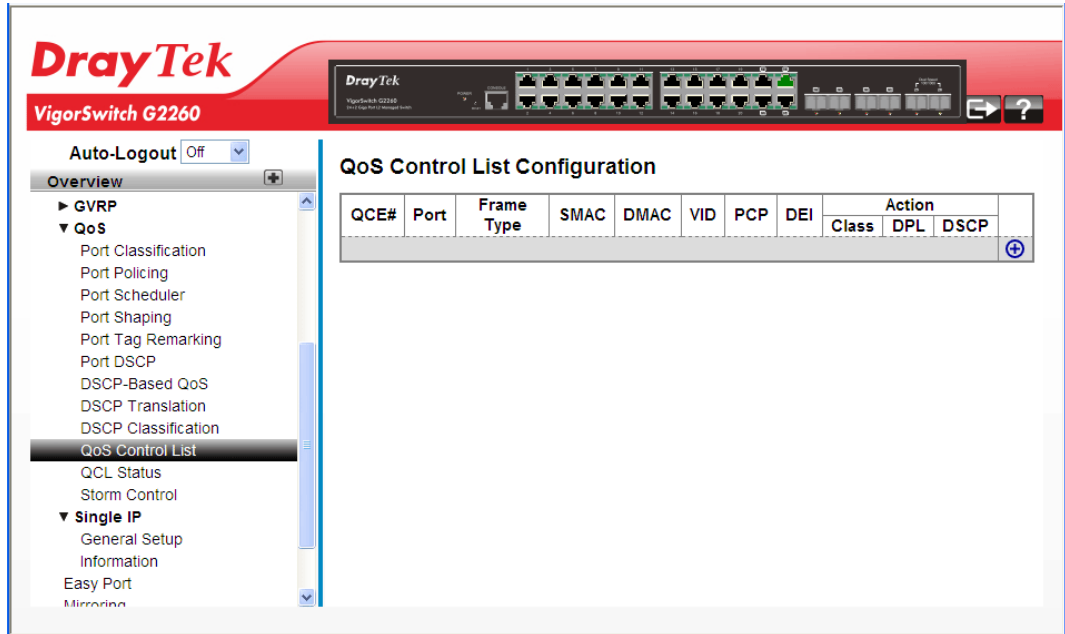 DrayTek
VigorSwitch G2260
DrayTek
VigorSwitch G2260
CONSOLE
POWER
?
Auto-Logout Off
Overview
► GVRP
▼ QoS
Port Classification
Port Policing
Port Scheduler
Port Shaping
Port Tag Remarking
Port DSCP
DSCP-Based QoS
DSCP Translation
DSCP Classification
QoS Control List
QCL Status
Storm Control
▼ Single IP
General Setup
Information
Easy Port
Mirroring
QoS Control List Configuration
QCE# Port Frame Type SMAC DMAC VID PCP DEI Action
Class DPL DSCP